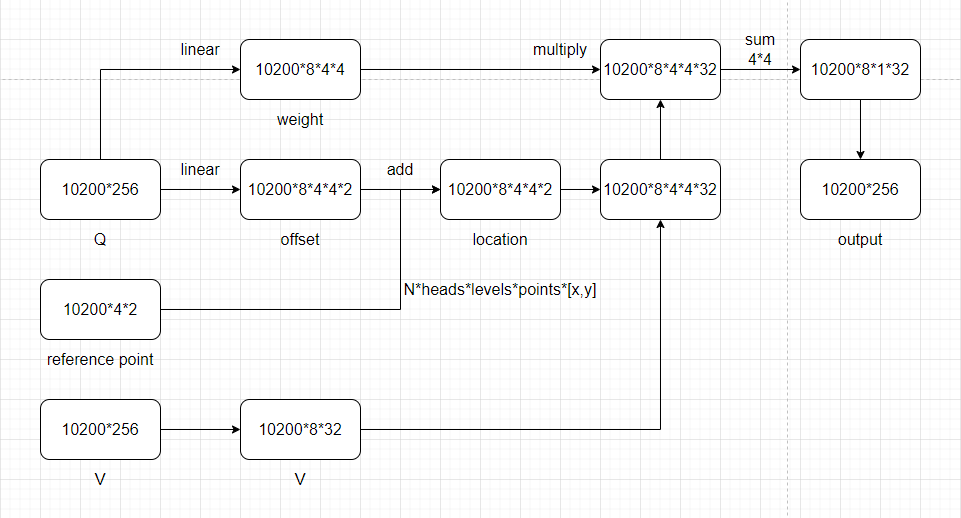 linear
10200*8*4*4
weight
multiply
10200*8*4*4*32
sum
4*4
10200*8*1*32
10200*256
Q
linear
10200*8*4*4*2
offset
add
10200*8*4*4*2
location
10200*8*4*4*32
10200*256
output
N*heads*levels*points*[x,y]
10200*4*2
reference point
10200*256
V
10200*8*32
V